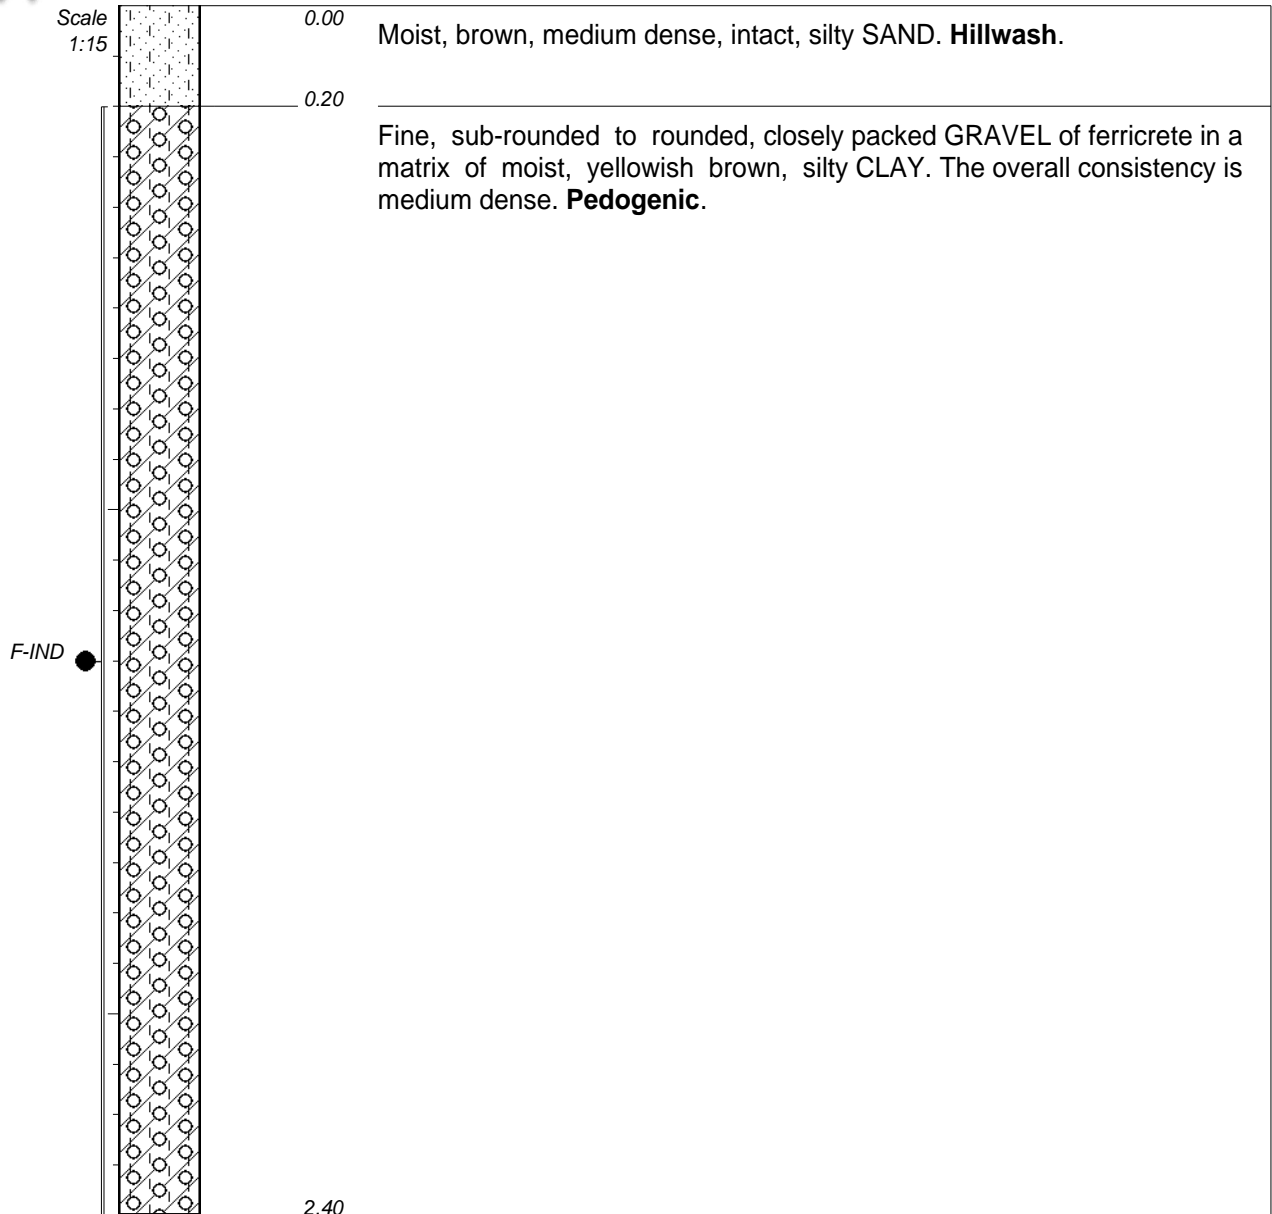 Scale
1:15
0.00
Moist, brown, medium dense, intact, silty SAND. Hillwash.
0.20
Fine, sub-rounded to rounded, closely packed GRAVEL of ferricrete in a
matrix of moist, yellowish brown, silty CLAY. The overall consistency is
medium dense. Pedogenic.
F-IND
2.40